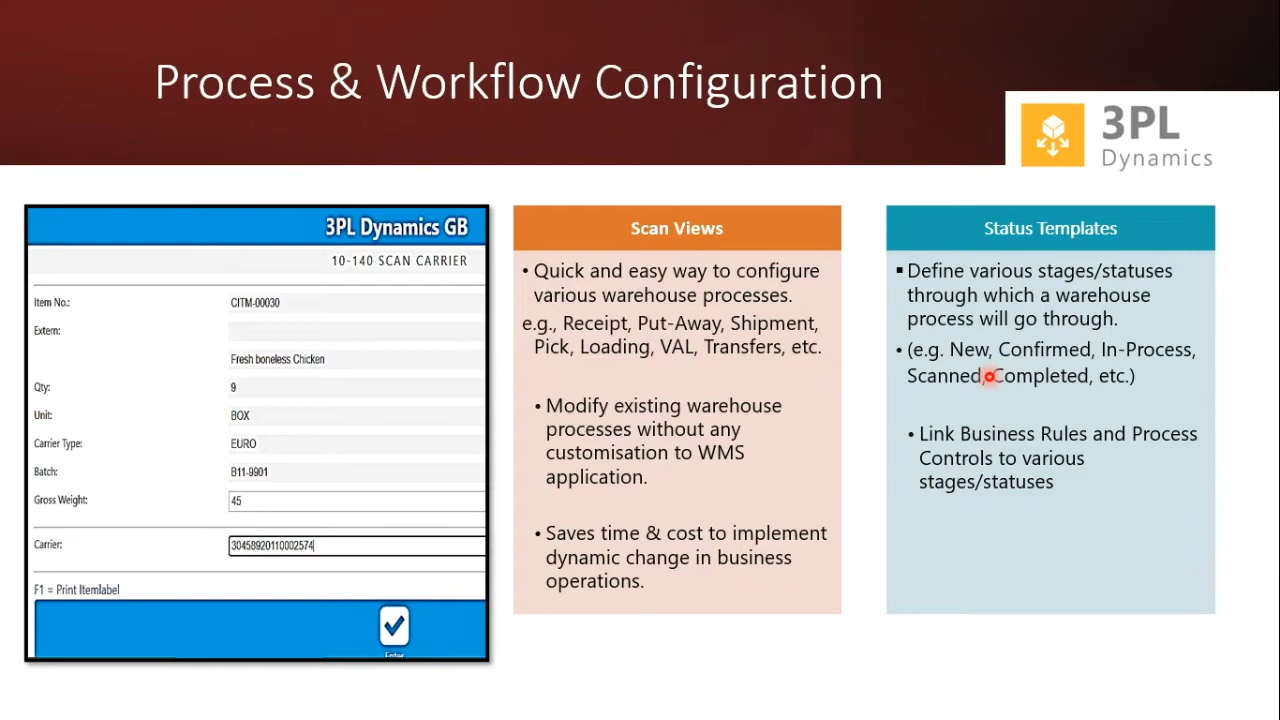 Process & Workflow Configuration
3PL
Dynamics
3PL Dynamics GB
10-140 SCAN CARRIER
Item No.: CITM-00030
Extern:
Fresh boneless Chicken
Qty: 9
Unit: BOX
Carrier Type: EURO
Batch: B11-9901
Gross Weight: 45
Carrier: 30458920110002574
F1 = Print Itemlabel
Enter
Scan Views
• Quick and easy way to configure
various warehouse processes.
e.g., Receipt, Put-Away, Shipment,
Pick, Loading, VAL, Transfers, etc.
• Modify existing warehouse
processes without any
customisation to WMS
application.
• Saves time & cost to implement
dynamic change in business
operations.
Status Templates
▪ Define various stages/statuses
through which a warehouse
process will go through.
• (e.g. New, Confirmed, In-Process,
Scanned, Completed, etc.)
• Link Business Rules and Process
Controls to various
stages/statuses